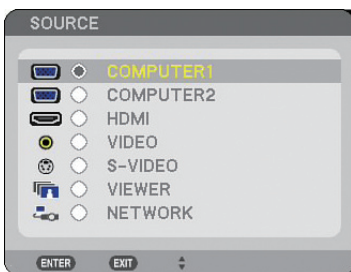 SOURCE
COMPUTER1
COMPUTER2
HDMI
VIDEO
S-VIDEO
VIEWER
NETWORK
ENTER EXIT